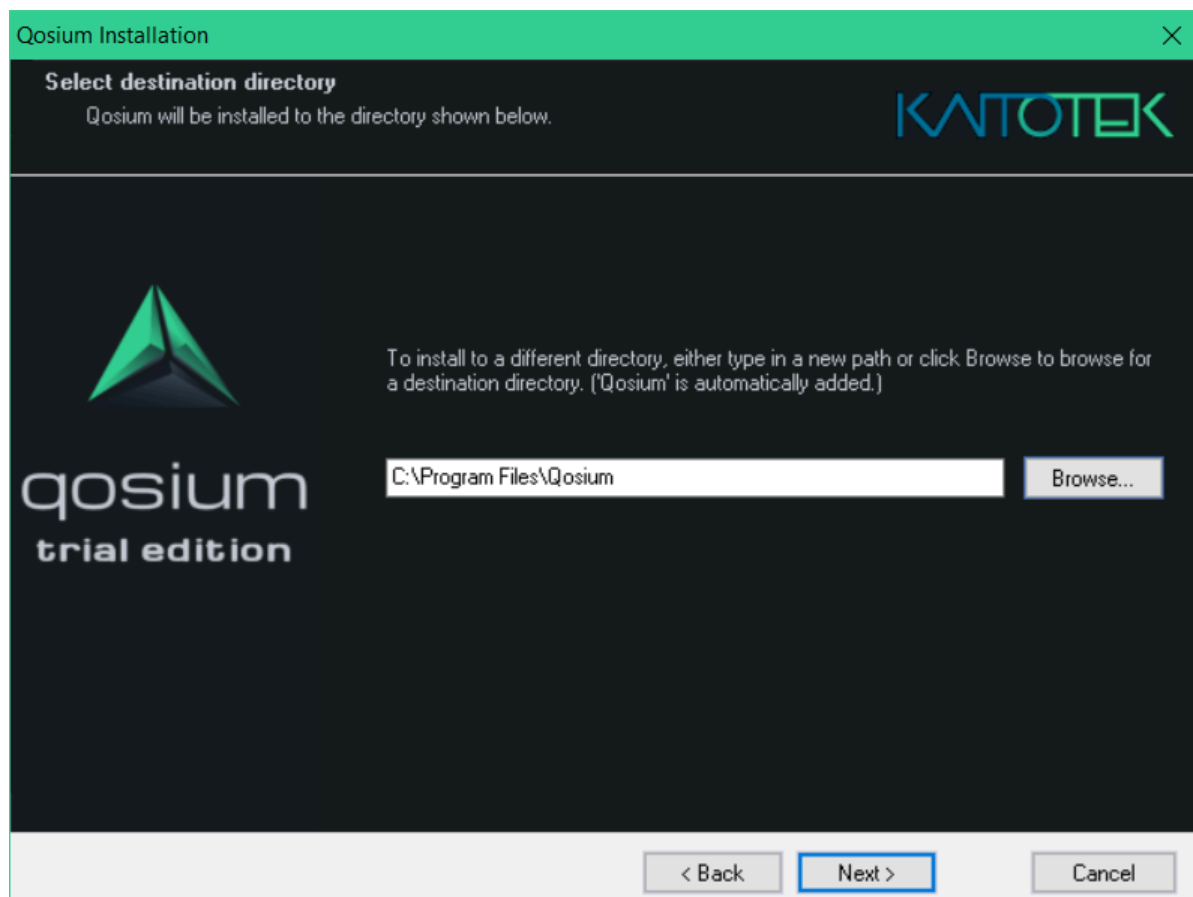 Qosium Installation
Select destination directory
Qosium will be installed to the directory shown below.
KAITOTEK
To install to a different directory, either type in a new path or click Browse to browse for
a destination directory. ('Qosium' is automatically added.)
C:\Program Files\Qosium
Browse...
qosium
trial edition
< Back
Next >
Cancel